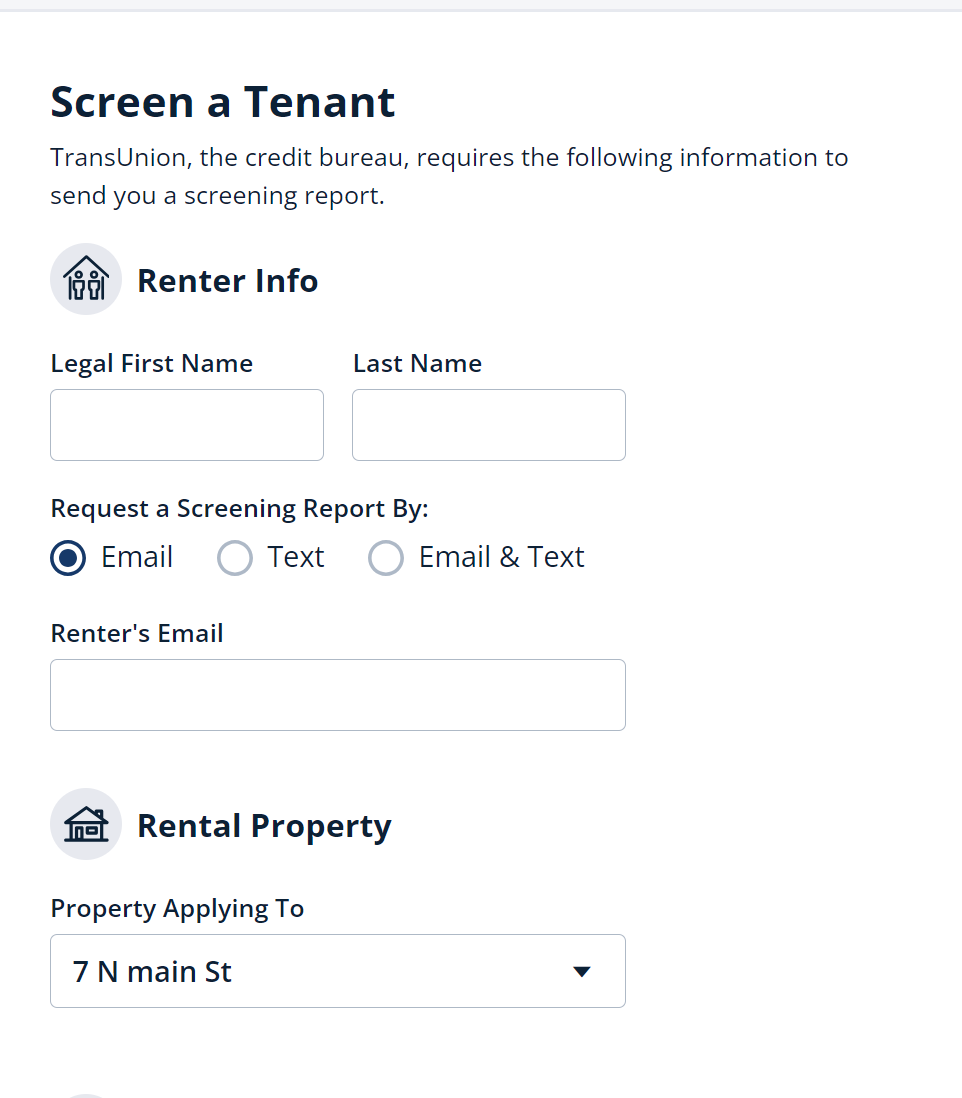 Screen a Tenant
TransUnion, the credit bureau, requires the following information to
send you a screening report.
Renter Info
Legal First Name Last Name
Request a Screening Report By:
Email Text Email & Text
Renter's Email
Rental Property
Property Applying To
7 N main St